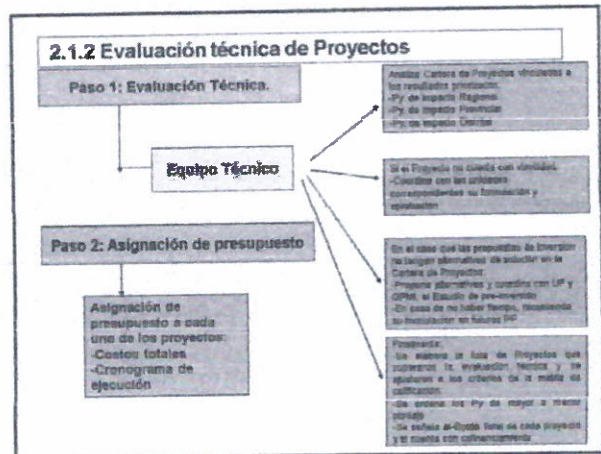 2.1.2 Evaluación técnica de Proyectos
Paso 1: Evaluación Técnica.
Equipo Técnico
Paso 2: Asignación de presupuesto
Asignación de
presupuesto a cada
uno de los proyectos:
-Costos totales
-Cronograma de
ejecución
Analiza Cartera de Proyectos vinculados a
los resultados priorizados:
-Py. de impacto Regional
-Py. de impacto Provincial
-Py. de impacto Distrital
Si el Proyecto no cuenta con viabilidad,
-Coordina con las unidades
correspondientes su formulación y
aprobación
En el caso que las propuestas de inversión
no tengan alternativas de solución en la
Cartera de Proyectos:
-Propone alternativas y coordina con UF y
OPMI, el Estudio de pre-inversión
-En caso de no haber tiempo, recomienda
su en futuros PP
Finalmente:
-Se elabora la lista de Proyectos que
superaron la evaluación técnica y se
ajustaron a los criterios de la matriz de
calificación.
-Se ordena los Py de mayor a menor
puntaje
-Se señala el Costo Total de cada proyecto
y si cuenta con cofinanciamiento